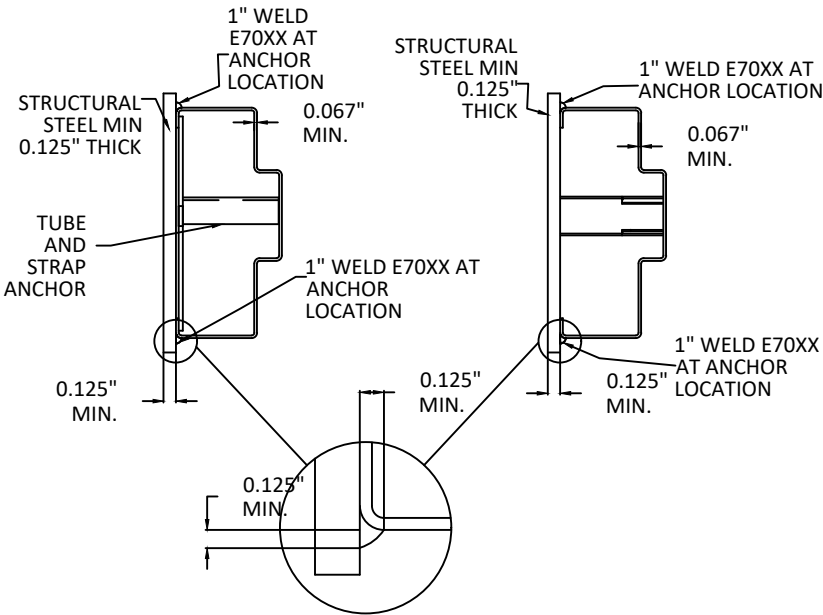 1" WELD
E70XX AT
ANCHOR
LOCATION
STRUCTURAL
STEEL MIN
0.125" THICK
0.067"
MIN.
TUBE
AND
STRAP
ANCHOR
1" WELD E70XX AT
ANCHOR
LOCATION
0.125"
MIN.
STRUCTURAL
STEEL MIN
0.125"
THICK
1" WELD E70XX AT
ANCHOR LOCATION
0.067"
MIN.
1" WELD E70XX
AT ANCHOR
LOCATION
0.125"
MIN.
0.125"
MIN.
0.125"
MIN.